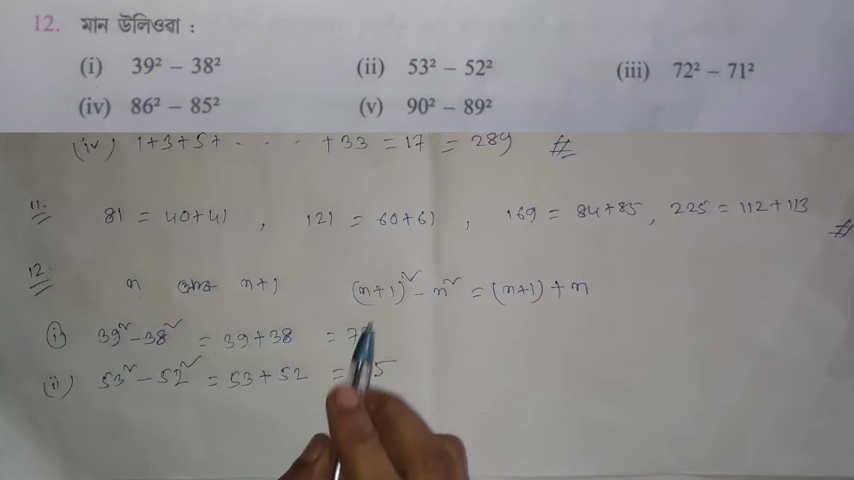 12. মান উলিওৱা :
(i) 39² – 38² (ii) 53² – 52² (iii) 72² – 71²
(iv) 86² – 85² (v) 90² – 89²
(iv) 1+3+5+ . . . . +33 = 17² = 289 #
11. 81 = 40+41 , 121 = 60+61 , 169 = 84+85 , 225 = 112+113 #
12. n আৰু n+1 (n+1)² – n² = (n+1) + n
(i) 39² – 38² = 39+38 =
(ii) 53² – 52² = 53+52 =